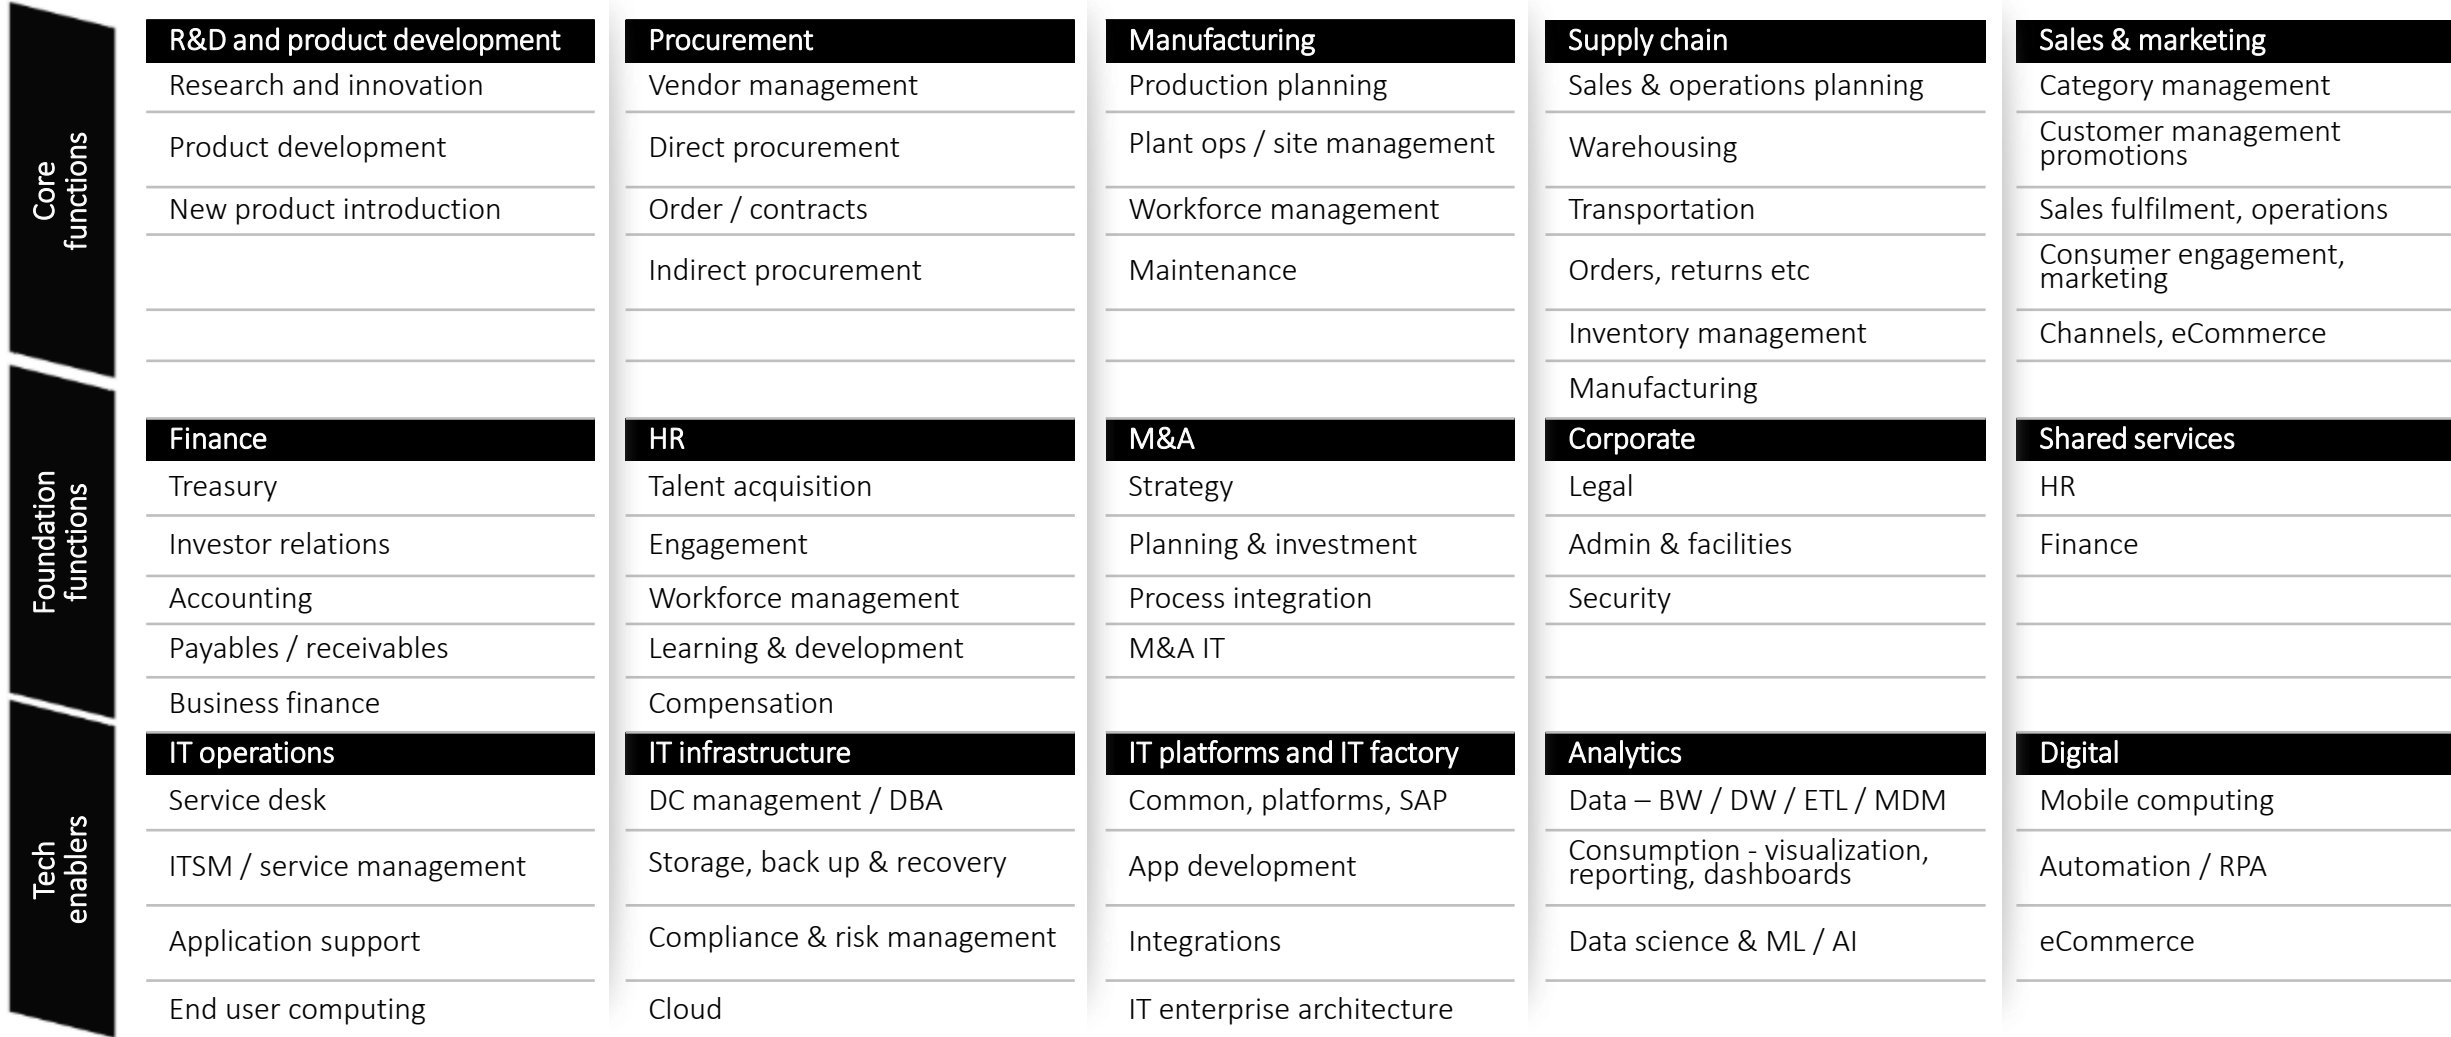 Core
functions
R&D and product development
Research and innovation
Product development
New product introduction
Procurement
Vendor management
Direct procurement
Order / contracts
Indirect procurement
Manufacturing
Production planning
Plant ops / site management
Workforce management
Maintenance
Supply chain
Sales & operations planning
Warehousing
Transportation
Orders, returns etc
Inventory management
Manufacturing
Sales & marketing
Category management
Customer management
promotions
Sales fulfilment, operations
Consumer engagement,
marketing
Channels, eCommerce
Foundation
functions
Finance
Treasury
Investor relations
Accounting
Payables / receivables
Business finance
HR
Talent acquisition
Engagement
Workforce management
Learning & development
Compensation
M&A
Strategy
Planning & investment
Process integration
M&A IT
Corporate
Legal
Admin & facilities
Security
Shared services
HR
Finance
Tech
enablers
IT operations
Service desk
ITSM / service management
Application support
End user computing
IT infrastructure
DC management / DBA
Storage, back up & recovery
Compliance & risk management
Cloud
IT platforms and IT factory
Common, platforms, SAP
App development
Integrations
IT enterprise architecture
Analytics
Data – BW / DW / ETL / MDM
Consumption - visualization,
reporting, dashboards
Data science & ML / AI
Digital
Mobile computing
Automation / RPA
eCommerce